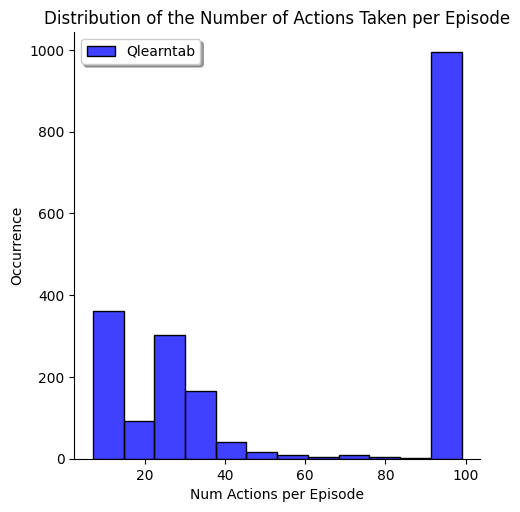 Distribution of the Number of Actions Taken per Episode
Qlearntab
1000
800
600
400
200
0
Occurrence
20 40 60 80 100
Num Actions per Episode